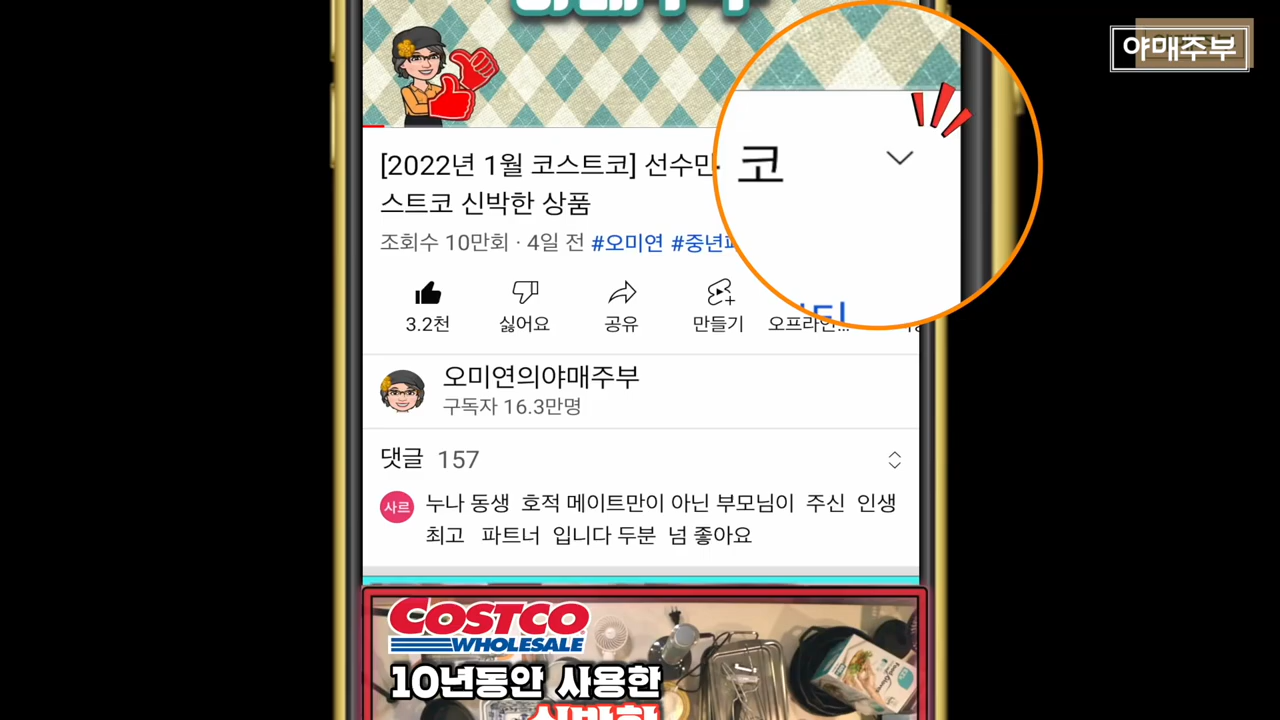 야매주부
[2022년 1월 코스트코] 선수만
코
스트코 신박한 상품
조회수 10만회 · 4일 전 #오미연 #중년파
3.2천
싫어요
공유
만들기
오프라인...
오미연의야매주부
구독자 16.3만명
댓글 157
사르
누나 동생 호적 메이트만이 아닌 부모님이 주신 인생
최고 파트너 입니다 두분 넘 좋아요
COSTCO
WHOLESALE
10년동안 사용한
신박한